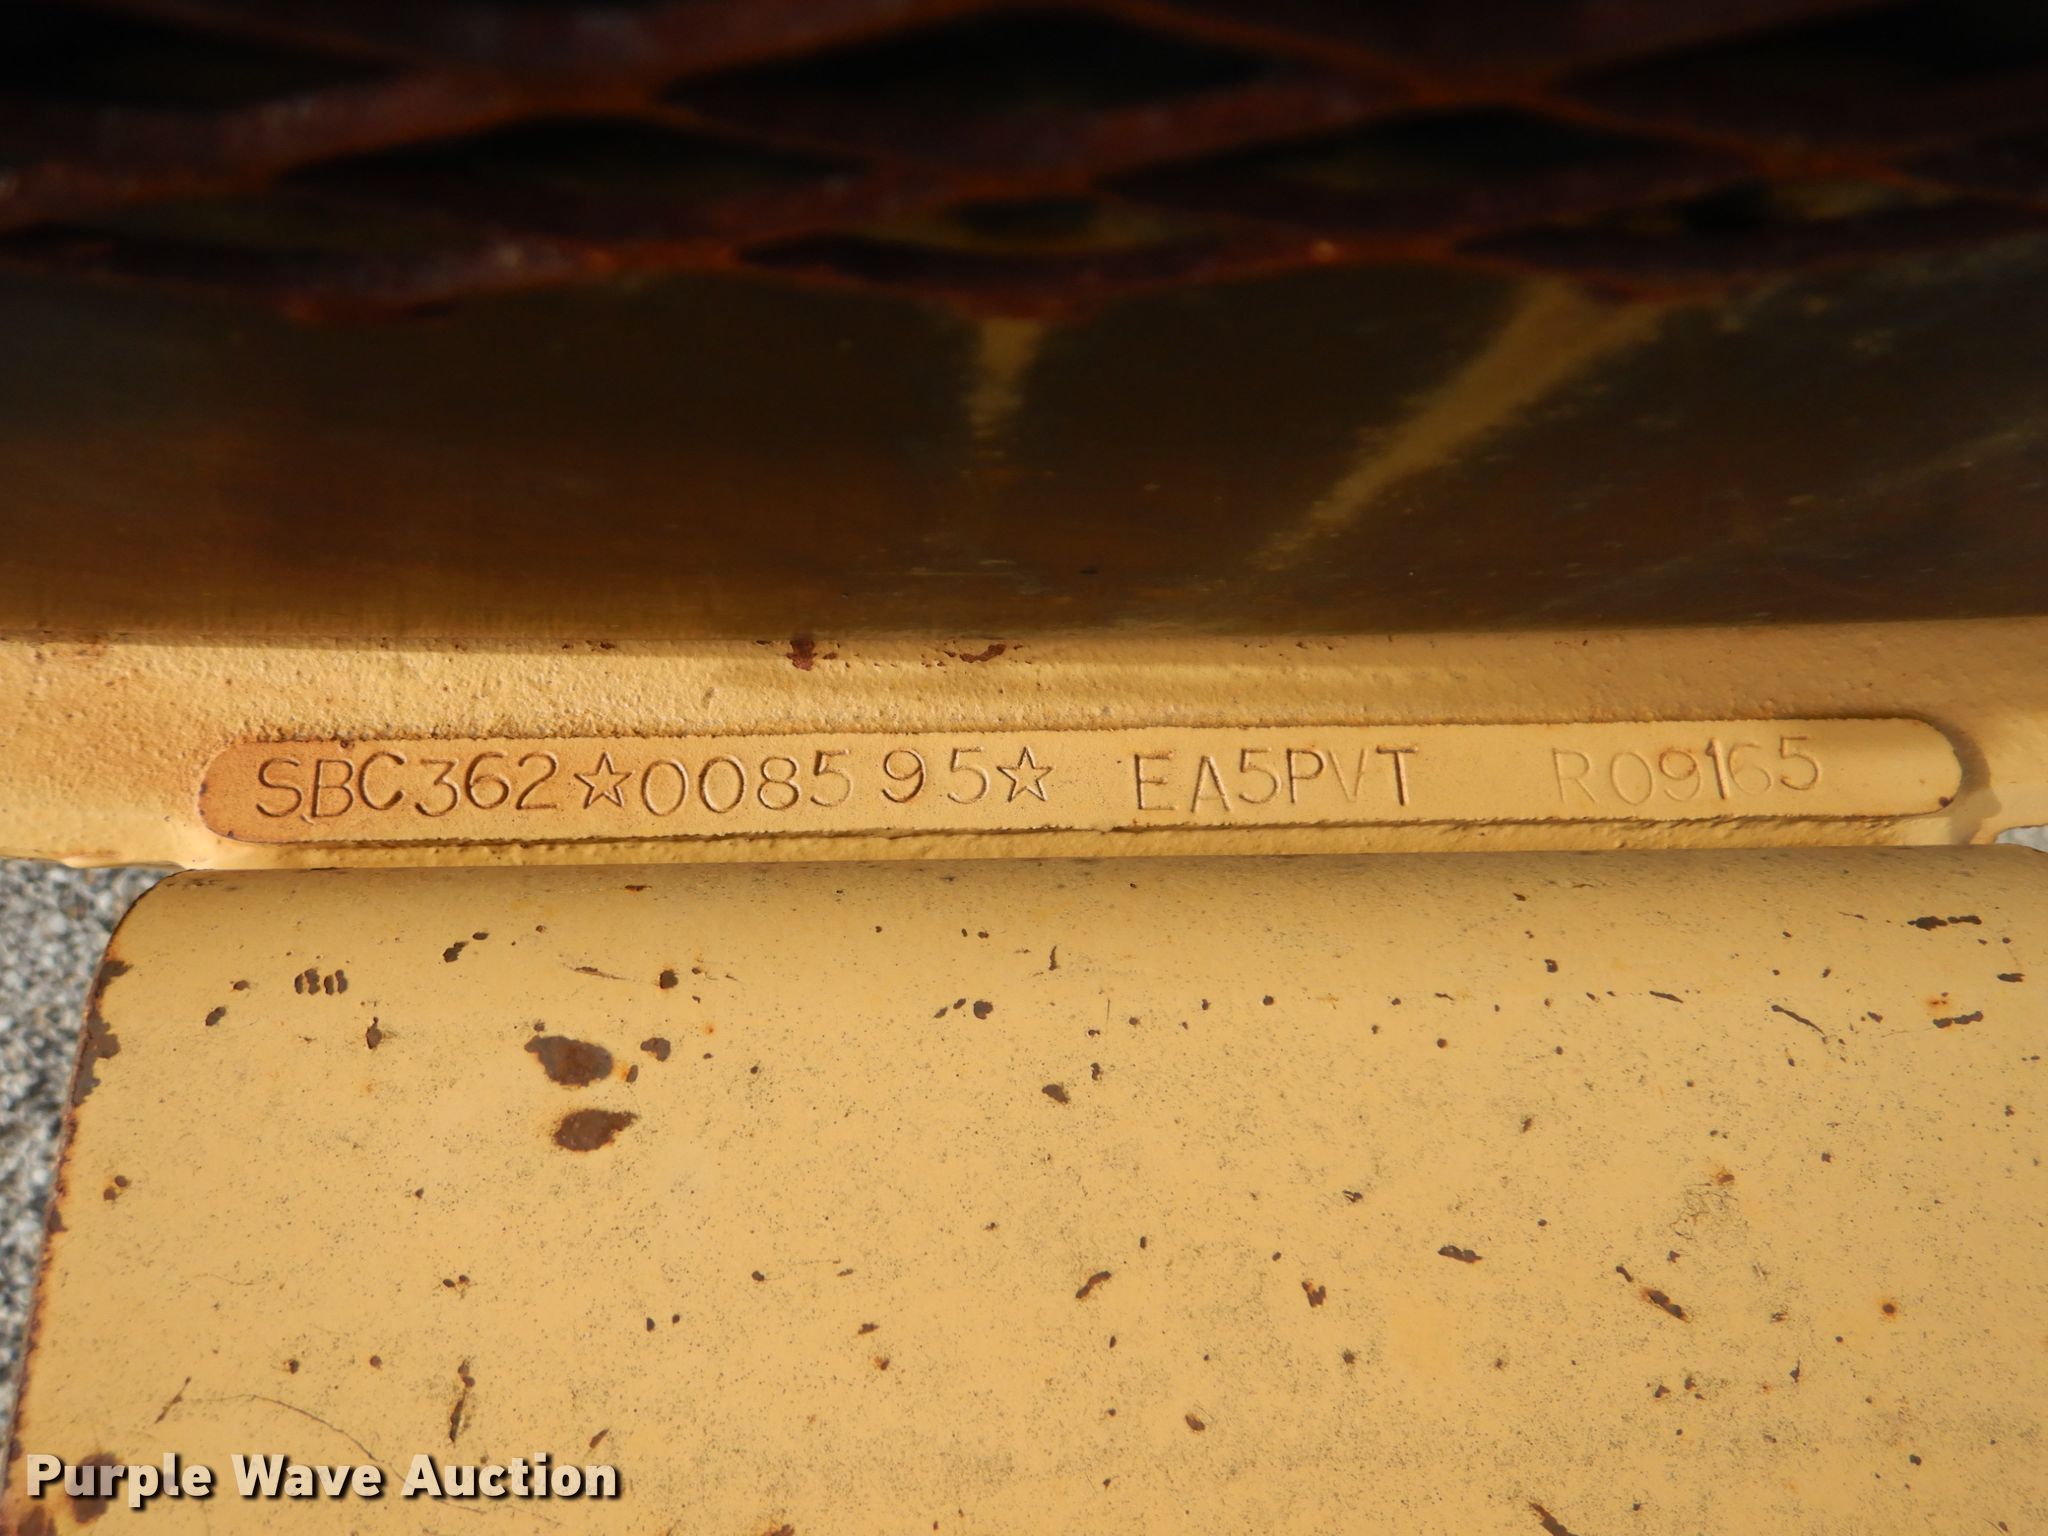 SBC362☆008595☆ EA5PVT R09165
Purple Wave Auction